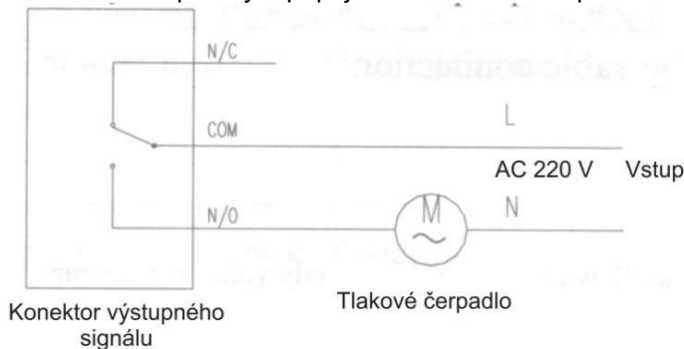 N/C
COM
L
AC 220 V Vstup
N/O
M
N
Tlakové čerpadlo
Konektor výstupného
signálu